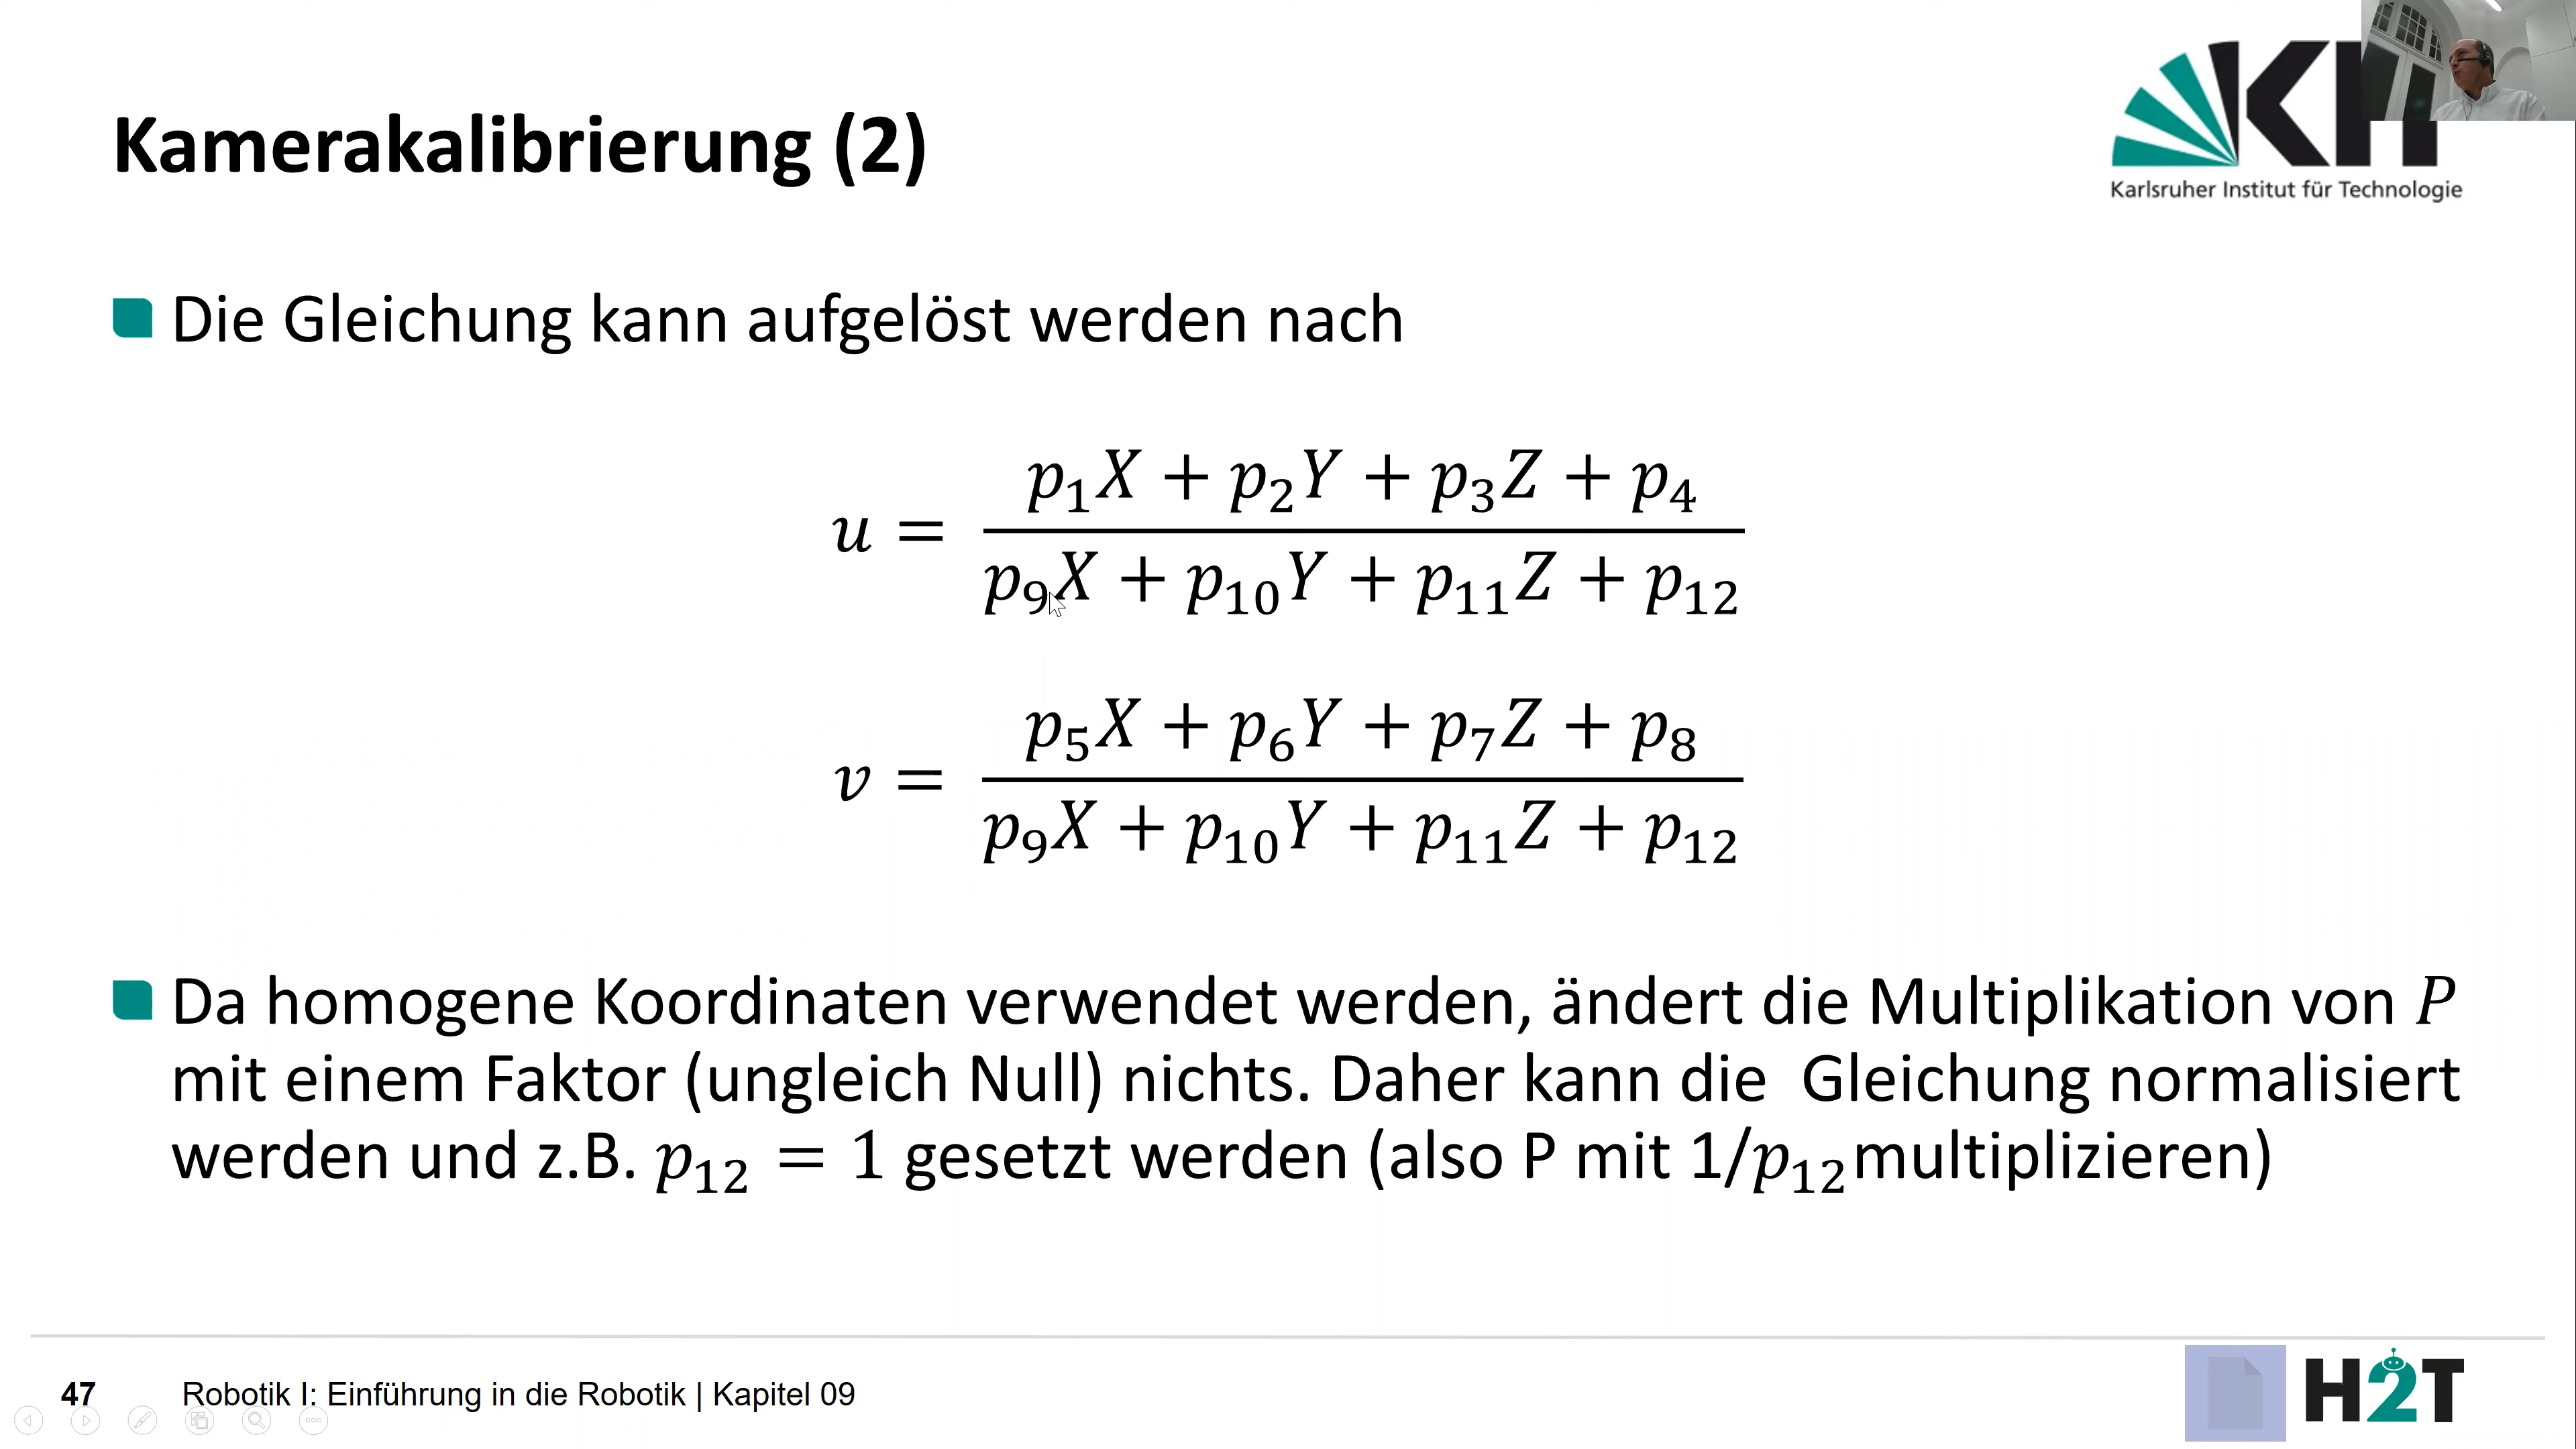 Kamerakalibrierung (2)
Karlsruher Institut für Technologie
Die Gleichung kann aufgelöst werden nach
u = (p₁X + p₂Y + p₃Z + p₄) / (p₉X + p₁₀Y + p₁₁Z + p₁₂)
v = (p₅X + p₆Y + p₇Z + p₈) / (p₉X + p₁₀Y + p₁₁Z + p₁₂)
Da homogene Koordinaten verwendet werden, ändert die Multiplikation von P
mit einem Faktor (ungleich Null) nichts. Daher kann die Gleichung normalisiert
werden und z.B. p₁₂ = 1 gesetzt werden (also P mit 1/p₁₂ multiplizieren)
47 Robotik I: Einführung in die Robotik | Kapitel 09
H2T